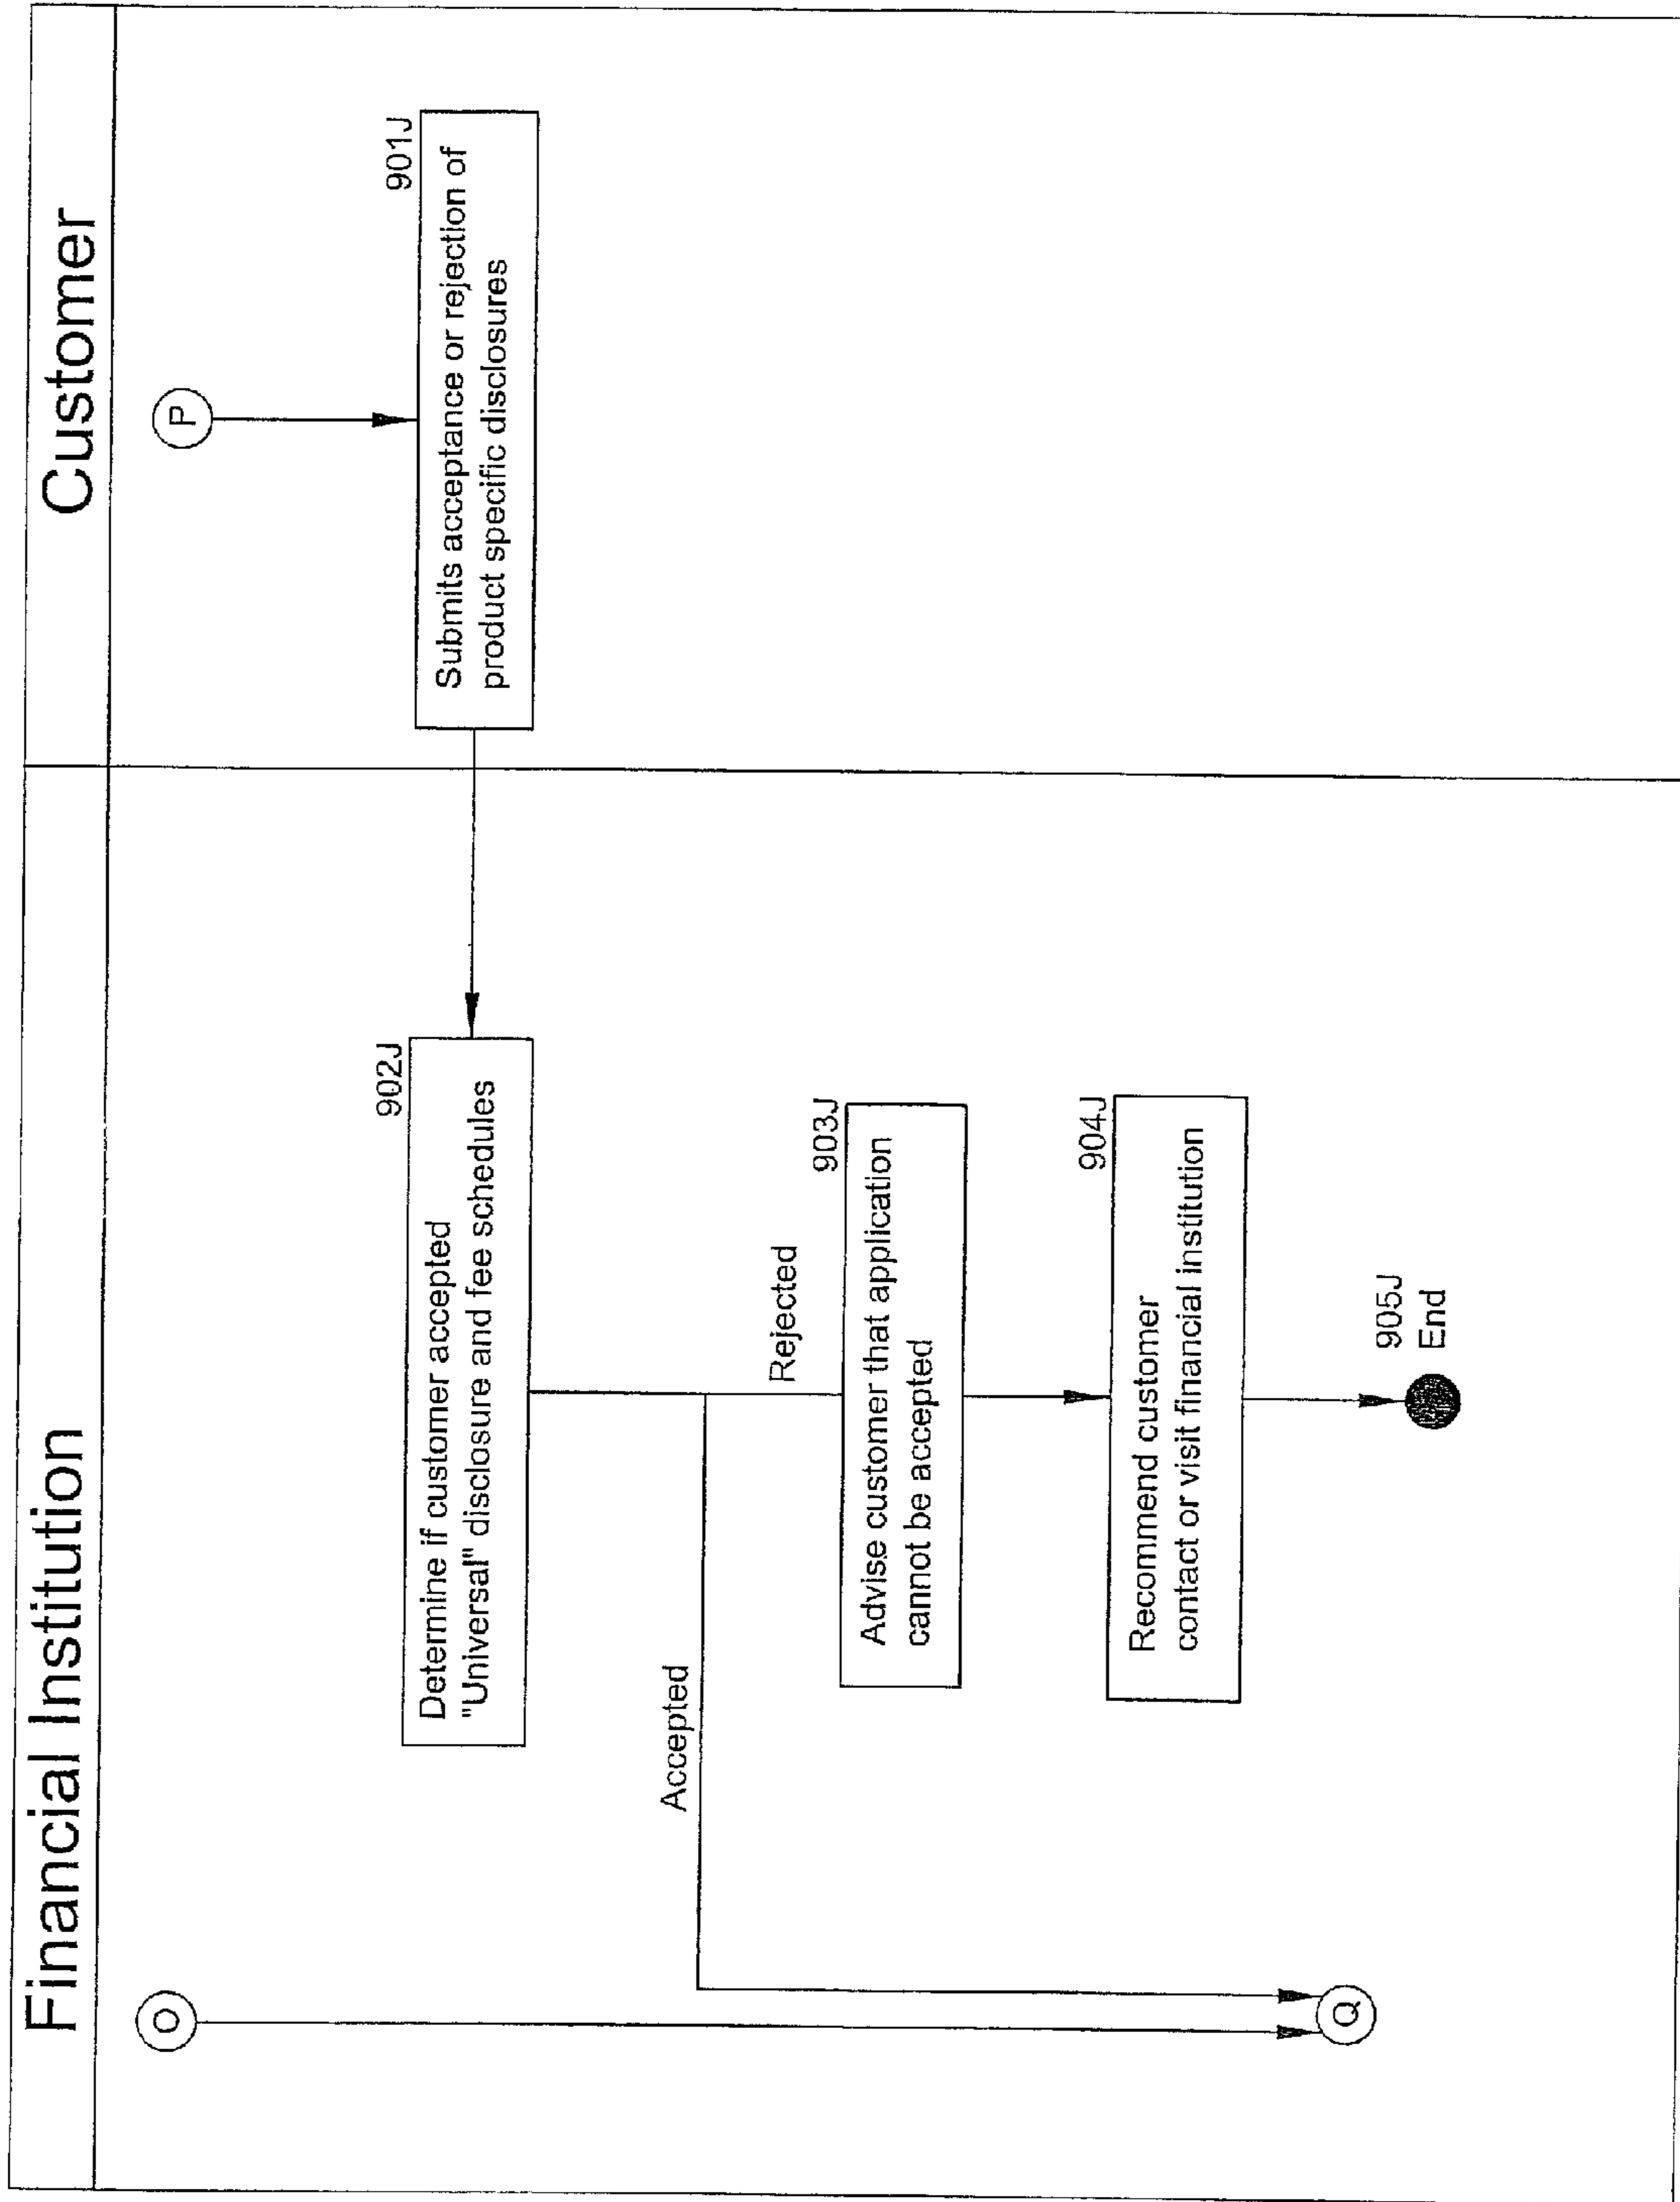 Financial Institution
Customer
O
P
901J
Submits acceptance or rejection of
product specific disclosures
902J
Determine if customer accepted
"Universal" disclosure and fee schedules
Accepted
Rejected
903J
Advise customer that application
cannot be accepted
904J
Recommend customer
contact or visit financial institution
905J
End
Q